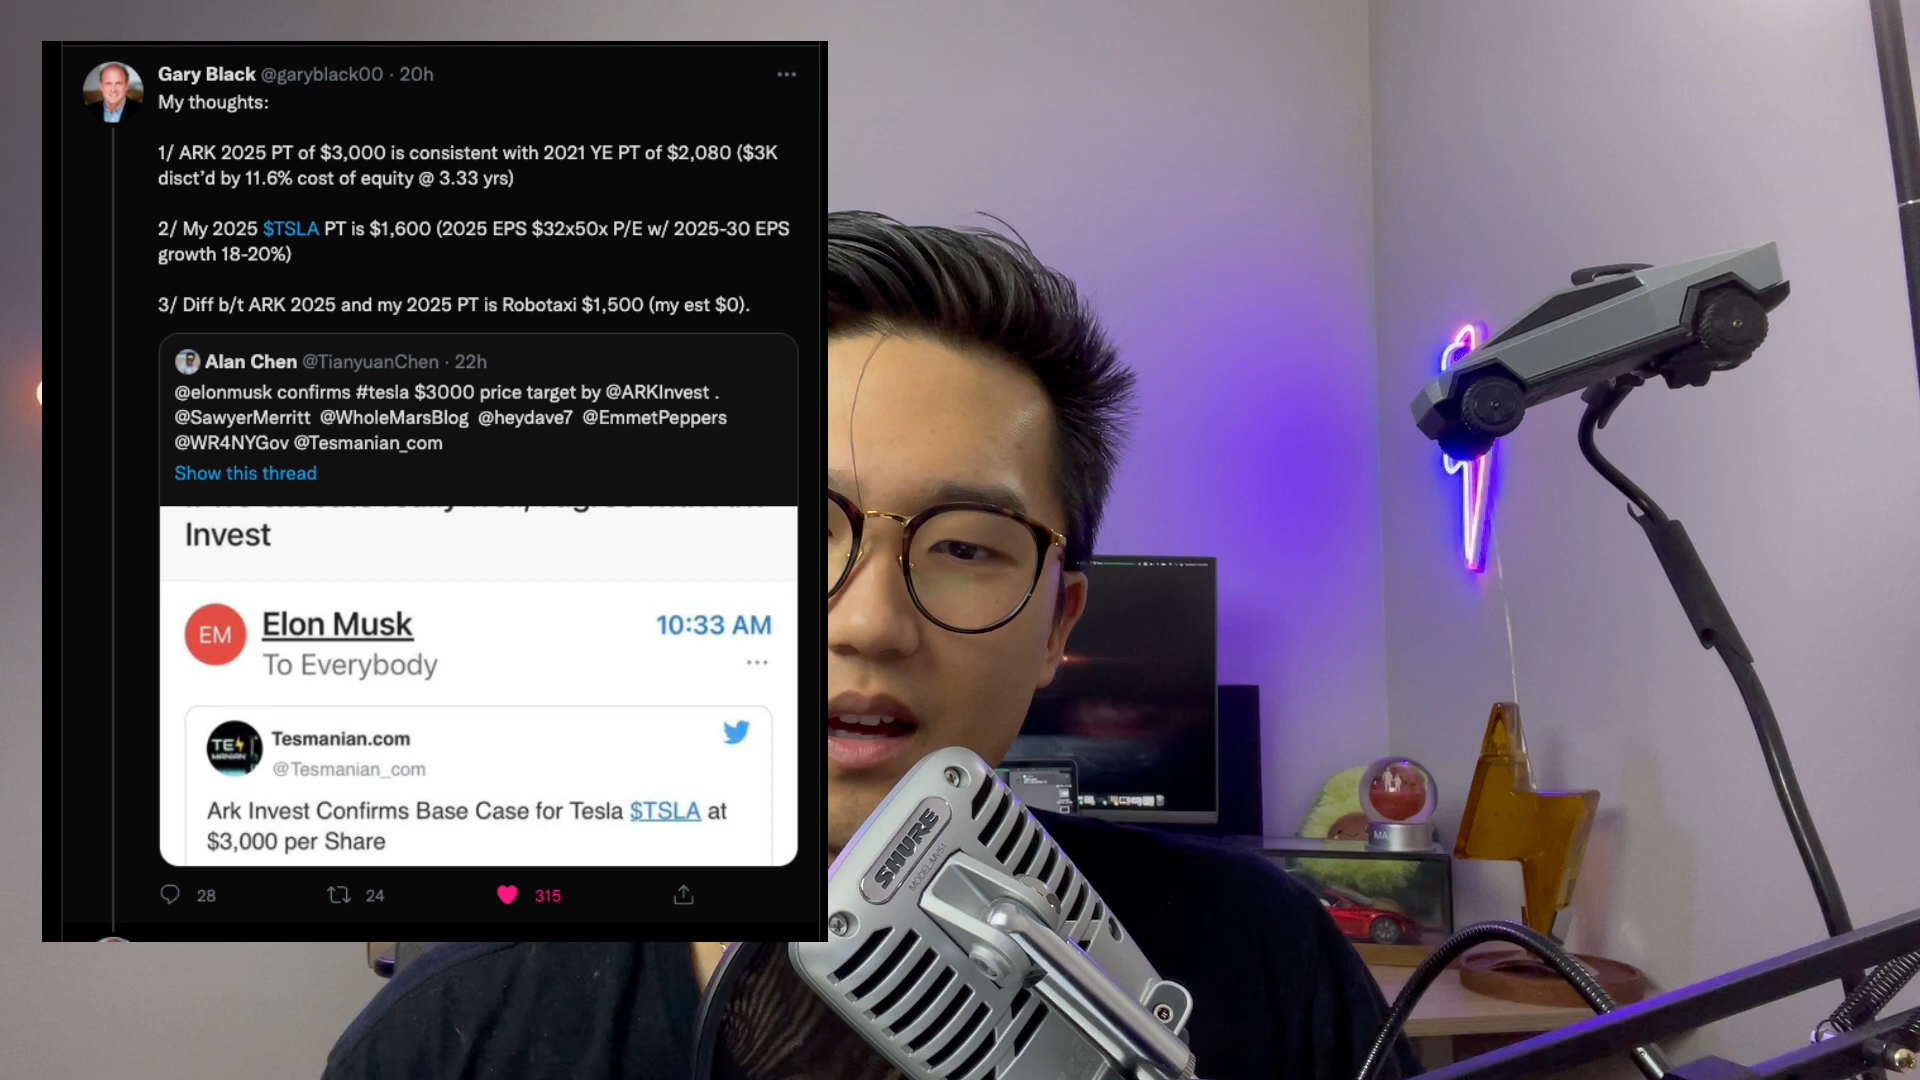 Gary Black @garyblack00 · 20h
My thoughts:
1/ ARK 2025 PT of $3,000 is consistent with 2021 YE PT of $2,080 ($3K
disct'd by 11.6% cost of equity @ 3.33 yrs)
2/ My 2025 $TSLA PT is $1,600 (2025 EPS $32x50x P/E w/ 2025-30 EPS
growth 18-20%)
3/ Diff b/t ARK 2025 and my 2025 PT is Robotaxi $1,500 (my est $0).
Alan Chen @TianyuanChen · 22h
@elonmusk confirms #tesla $3000 price target by @ARKInvest .
@SawyerMerritt @WholeMarsBlog @heydave7 @EmmetPeppers
@WR4NYGov @Tesmanian_com
Show this thread
Invest
EM
Elon Musk
10:33 AM
To Everybody
TES
MANIAN
Tesmanian.com
@Tesmanian_com
Ark Invest Confirms Base Case for Tesla $TSLA at
$3,000 per Share
28
24
315
SHURE
MODEL-MV51
MA